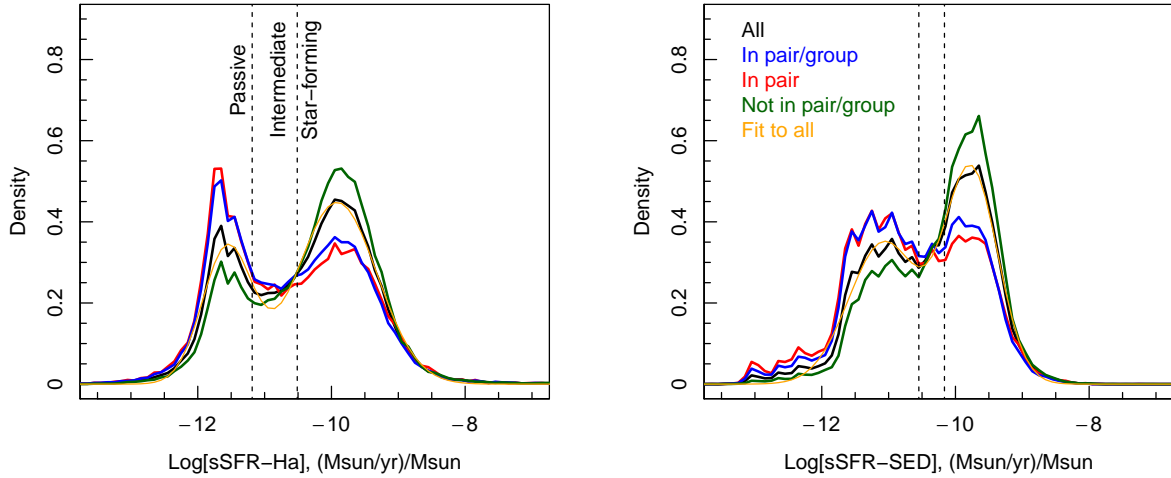 Passive
Intermediate
Star−forming
Density
0
0.2
0.4
0.6
0.8
−12
−10
−8
Log[sSFR−Ha], (Msun/yr)/Msun
All
In pair/group
In pair
Not in pair/group
Fit to all
Density
0
0.2
0.4
0.6
0.8
−12
−10
−8
Log[sSFR−SED], (Msun/yr)/Msun